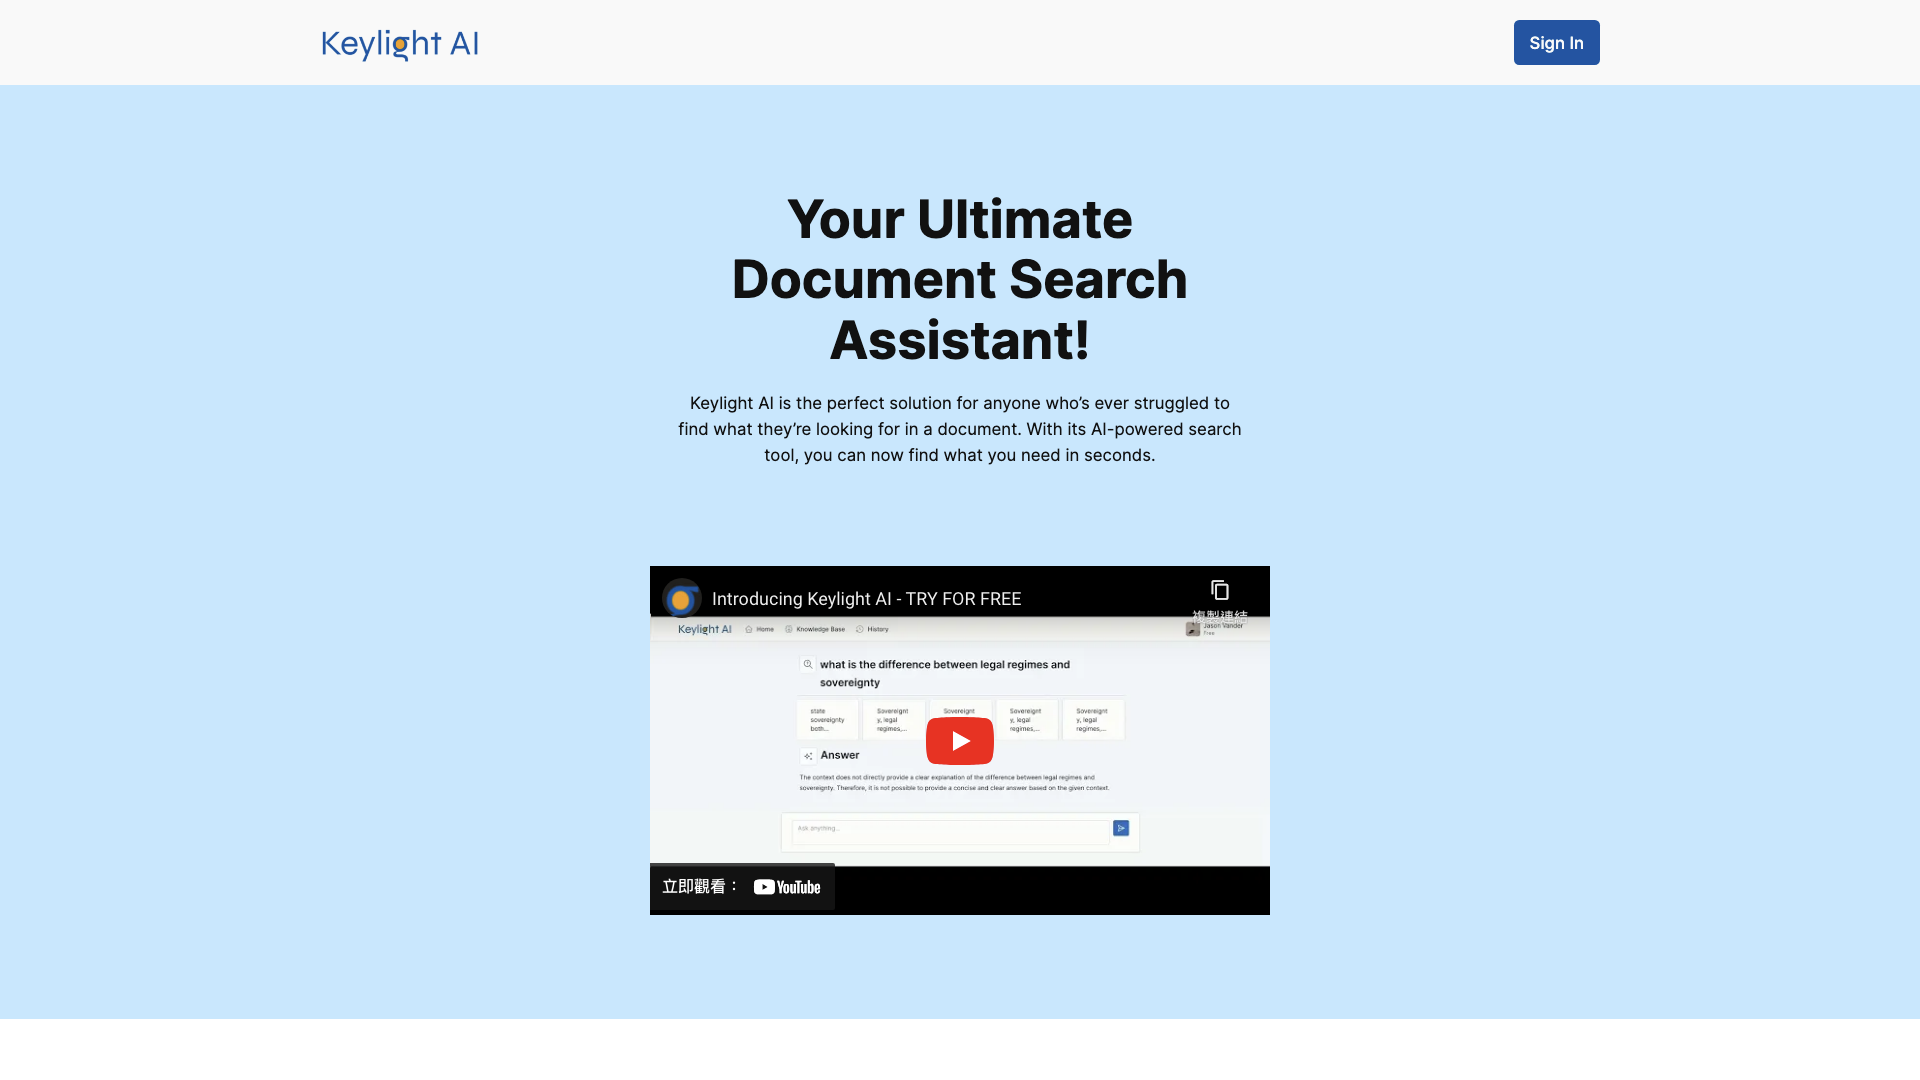 Keylight AI
Sign In
Your Ultimate
Document Search
Assistant!
Keylight AI is the perfect solution for anyone who’s ever struggled to
find what they’re looking for in a document. With its AI-powered search
tool, you can now find what you need in seconds.
Introducing Keylight AI - TRY FOR FREE
複製連結
Keylight AI Home Knowledge Base History
Jason Vander
Free
what is the difference between legal regimes and
sovereignty
state sovereignty both...
Sovereignt y, legal regimes,...
Sovereignt
Sovereignt y, legal regimes,...
Sovereignt y, legal regimes,...
Answer
The context does not directly provide a clear explanation of the difference between legal regimes and
sovereignty. Therefore, it is not possible to provide a concise and clear answer based on the given context.
Ask anything...
立即觀看： YouTube